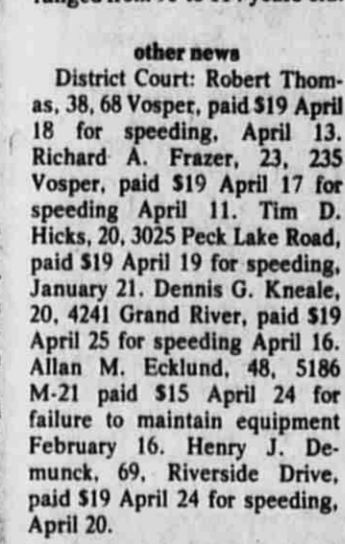 other news
District Court: Robert Thom-
as, 38, 68 Vosper, paid $19 April
18 for speeding, April 13.
Richard A. Frazer, 23, 235
Vosper, paid $19 April 17 for
speeding April 11. Tim D.
Hicks, 20, 3025 Peck Lake Road,
paid $19 April 19 for speeding,
January 21. Dennis G. Kneale,
20, 4241 Grand River, paid $19
April 25 for speeding April 16.
Allan M. Ecklund, 48, 5186
M-21 paid $15 April 24 for
failure to maintain equipment
February 16. Henry J. De-
munck, 69, Riverside Drive,
paid $19 April 24 for speeding,
April 20.